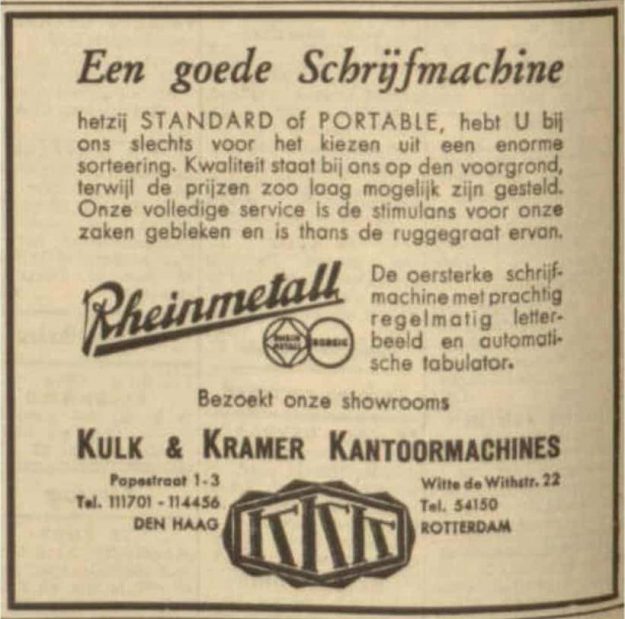 Een goede Schrijfmachine
hetzij STANDARD of PORTABLE, hebt U bij
ons slechts voor het kiezen uit een enorme
sorteering. Kwaliteit staat bij ons op den voorgrond,
terwijl de prijzen zoo laag mogelijk zijn gesteld.
Onze volledige service is de stimulans voor onze
zaken gebleken en is thans de ruggegraat ervan.
Rheinmetall
RHEIN
METALL
BORSIG
De oersterke schrijf-
machine met prachtig
regelmatig letter-
beeld en automati-
sche tabulator.
Bezoekt onze showrooms
KULK & KRAMER KANTOORMACHINES
Papestraat 1-3
Tel. 111701 - 114456
DEN HAAG
KKK
Witte de Withstr. 22
Tel. 54150
ROTTERDAM